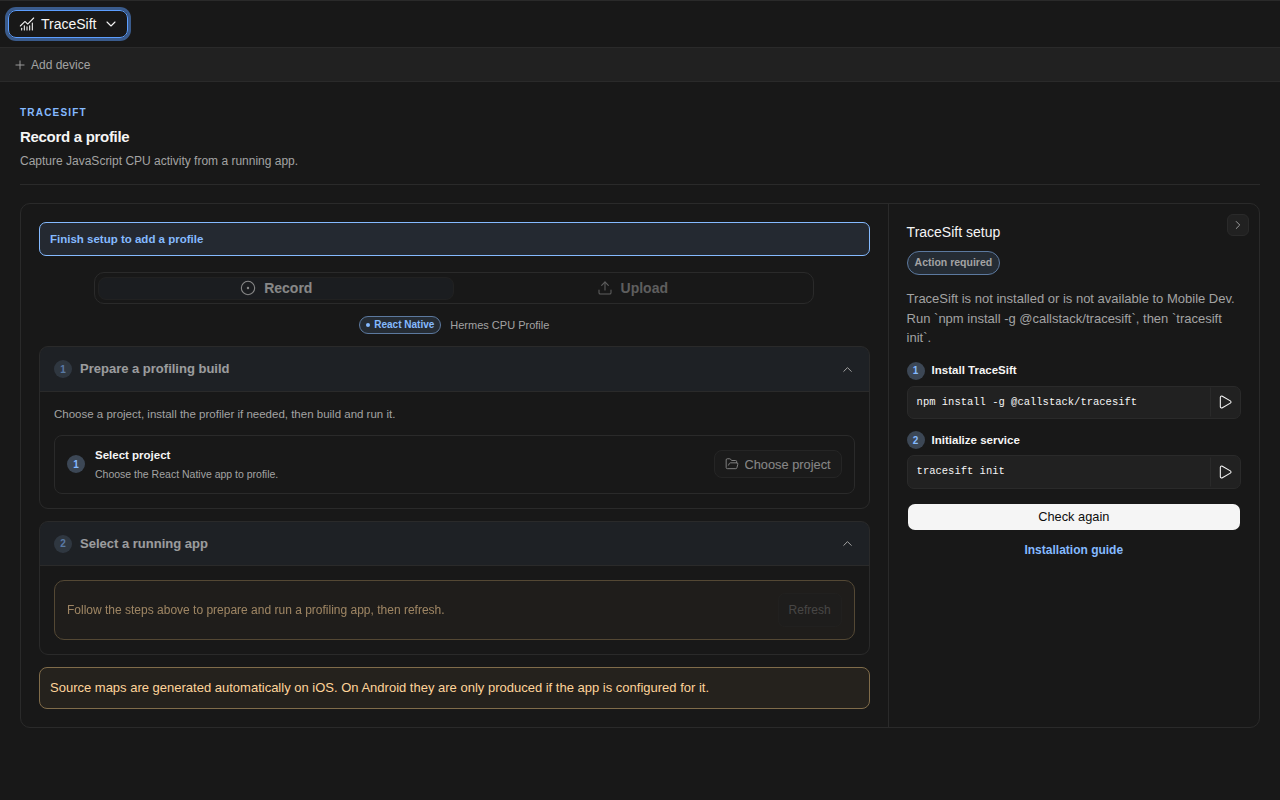 TraceSift
Add device
TRACESIFT
Record a profile
Capture JavaScript CPU activity from a running app.
Finish setup to add a profile
Record
Upload
React Native
Hermes CPU Profile
1 Prepare a profiling build
Choose a project, install the profiler if needed, then build and run it.
1 Select project
Choose the React Native app to profile.
Choose project
2 Select a running app
Follow the steps above to prepare and run a profiling app, then refresh.
Refresh
Source maps are generated automatically on iOS. On Android they are only produced if the app is configured for it.
TraceSift setup
Action required
TraceSift is not installed or is not available to Mobile Dev.
Run `npm install -g @callstack/tracesift`, then `tracesift
init`.
1 Install TraceSift
npm install -g @callstack/tracesift
2 Initialize service
tracesift init
Check again
Installation guide